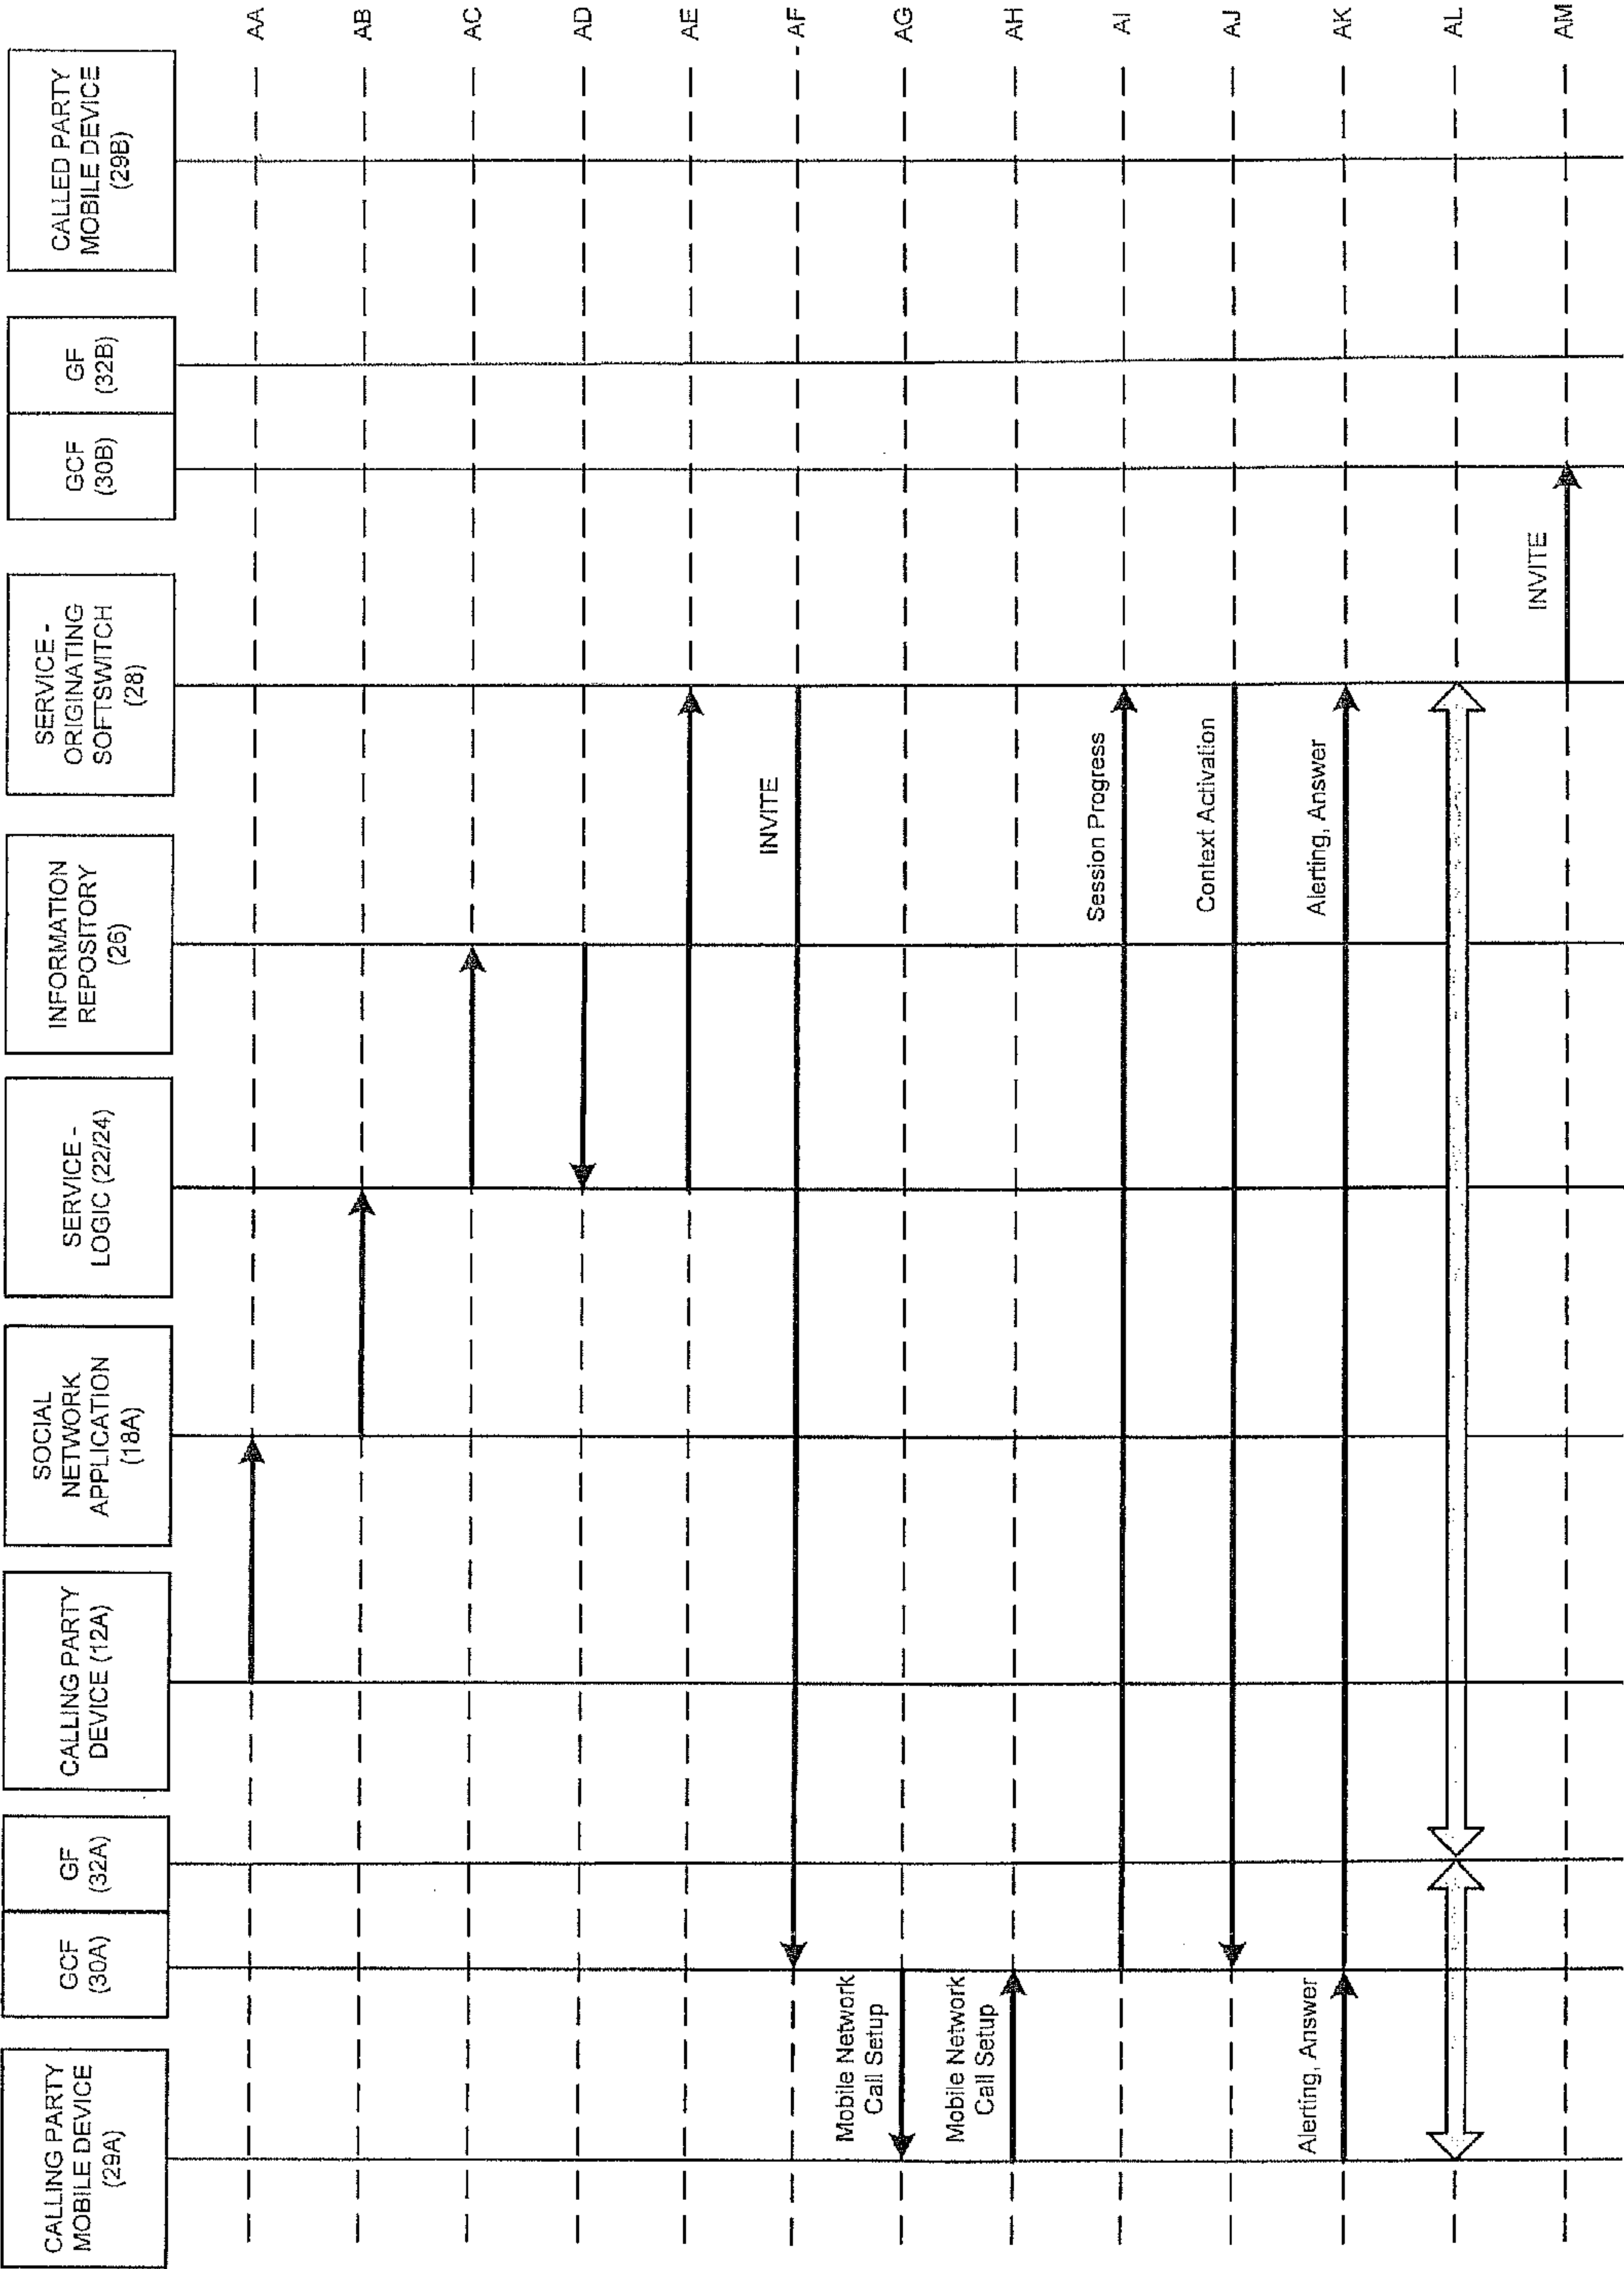 CALLING PARTY
MOBILE DEVICE
(29A)
GCF
(30A)
GF
(32A)
CALLING PARTY
DEVICE (12A)
SOCIAL
NETWORK
APPLICATION
(18A)
SERVICE -
LOGIC (22/24)
INFORMATION
REPOSITORY
(26)
SERVICE -
ORIGINATING
SOFTSWITCH
(28)
GCF
(30B)
GF
(32B)
CALLED PARTY
MOBILE DEVICE
(29B)
AA
AB
AC
AD
AE
INVITE
AF
Mobile Network
Call Setup
AG
Mobile Network
Call Setup
AH
Session Progress
AI
Context Activation
AJ
Alerting, Answer
Alerting, Answer
AK
AL
INVITE
AM